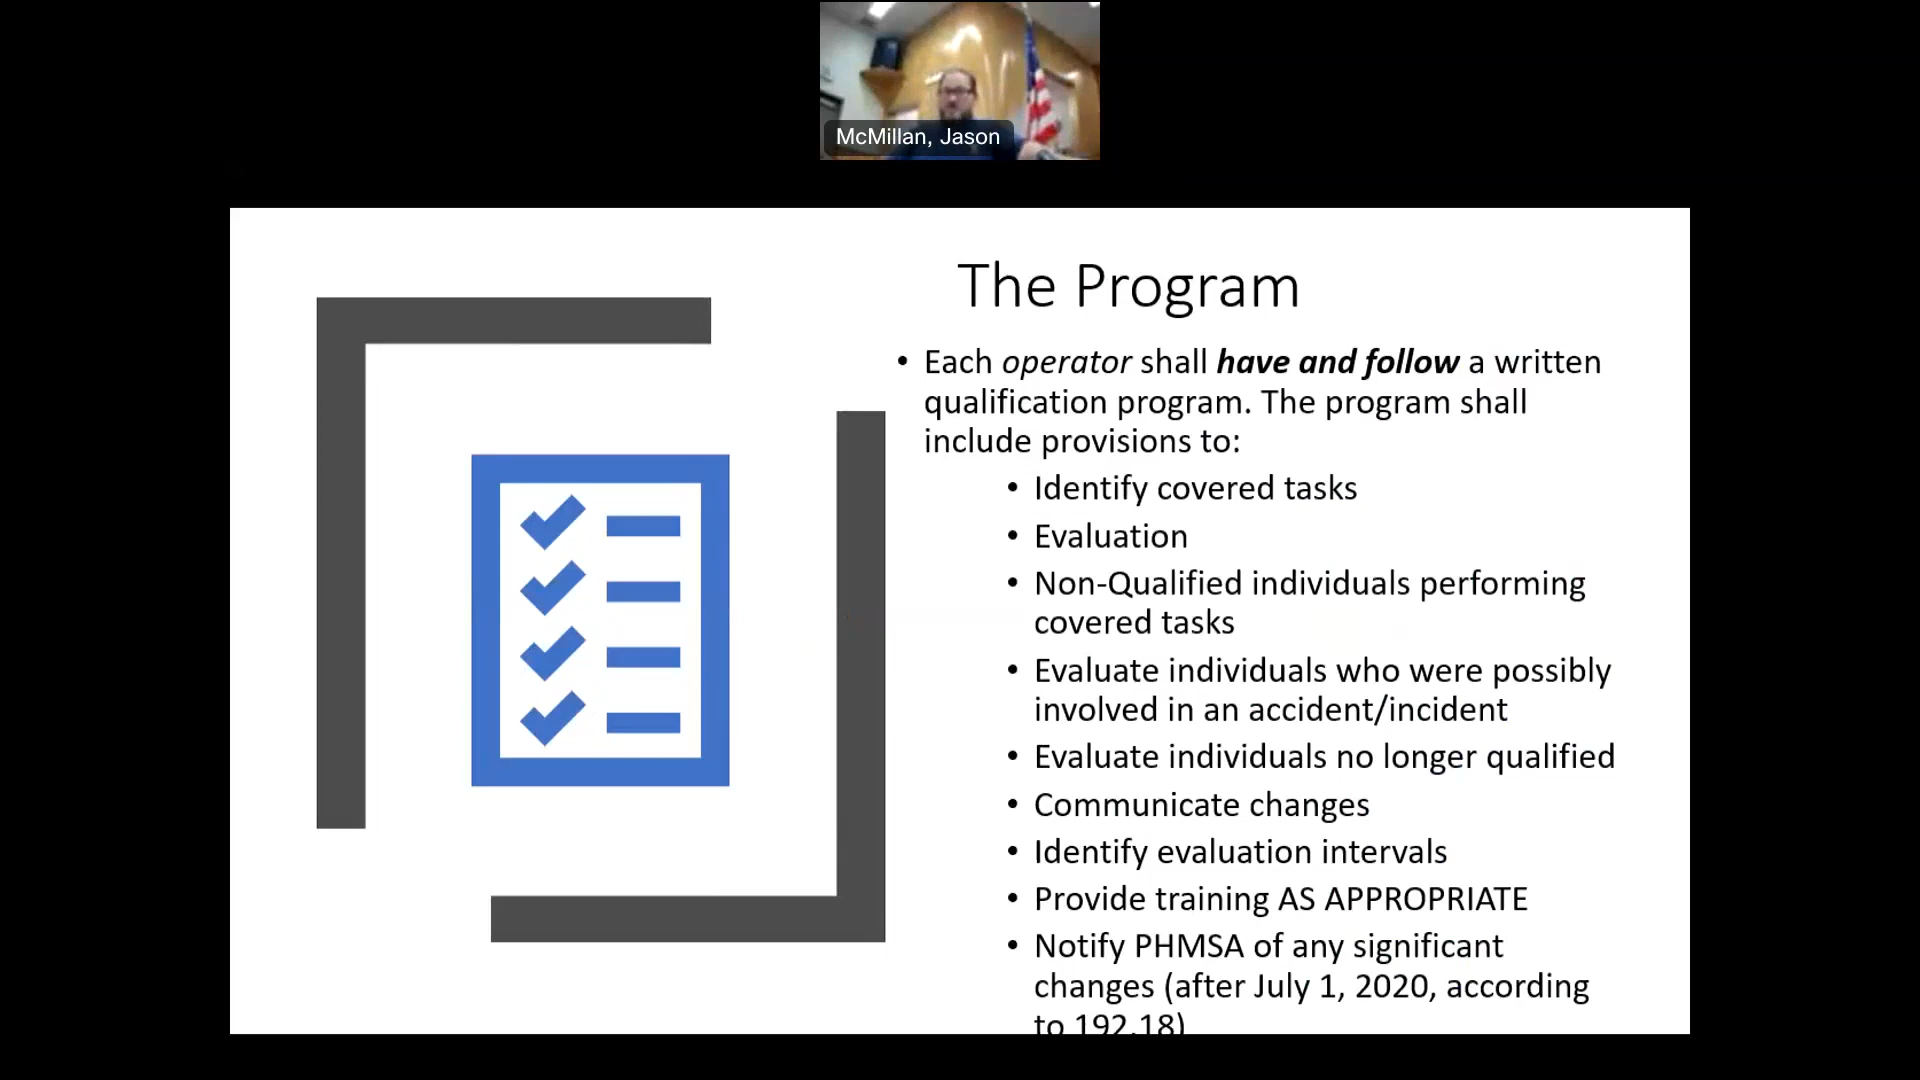 McMillan, Jason
The Program
• Each operator shall have and follow a written
qualification program. The program shall
include provisions to:
• Identify covered tasks
• Evaluation
• Non-Qualified individuals performing
covered tasks
• Evaluate individuals who were possibly
involved in an accident/incident
• Evaluate individuals no longer qualified
• Communicate changes
• Identify evaluation intervals
• Provide training AS APPROPRIATE
• Notify PHMSA of any significant
changes (after July 1, 2020, according
to 192.18)